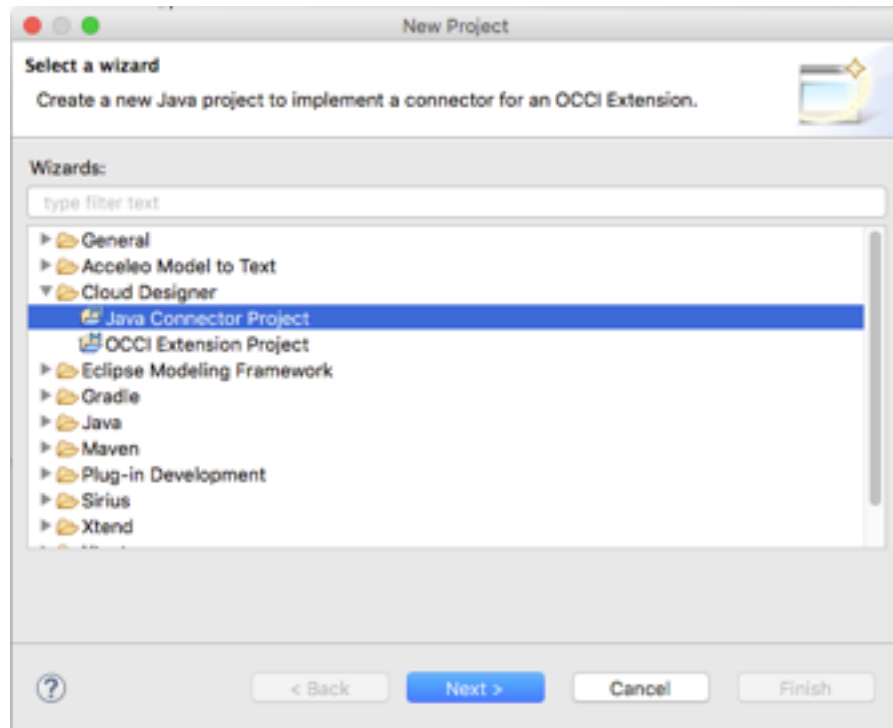 New Project
Select a wizard
Create a new Java project to implement a connector for an OCCI Extension.
Wizards:
type filter text
General
Acceleo Model to Text
Cloud Designer
Java Connector Project
OCCI Extension Project
Eclipse Modeling Framework
Gradle
Java
Maven
Plug-in Development
Sirius
Xtend
?
< Back
Next >
Cancel
Finish